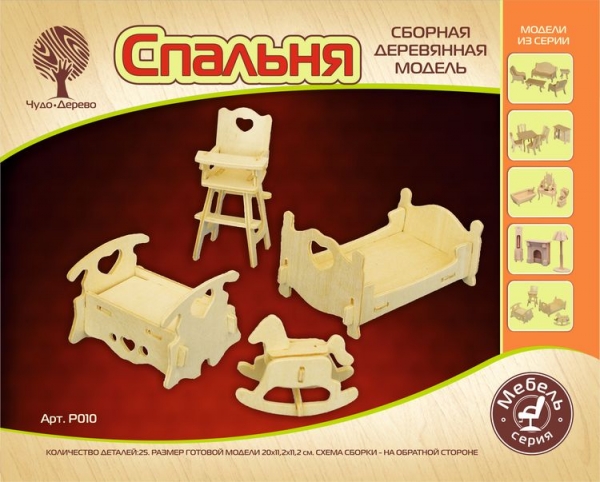 Чудо-Дерево
Спальня
СБОРНАЯ
ДЕРЕВЯННАЯ
МОДЕЛЬ
МОДЕЛИ
ИЗ СЕРИИ
Арт. P010
Мебель
серия
КОЛИЧЕСТВО ДЕТАЛЕЙ:25. РАЗМЕР ГОТОВОЙ МОДЕЛИ 20х11,2х11,2 см. СХЕМА СБОРКИ - НА ОБРАТНОЙ СТОРОНЕ